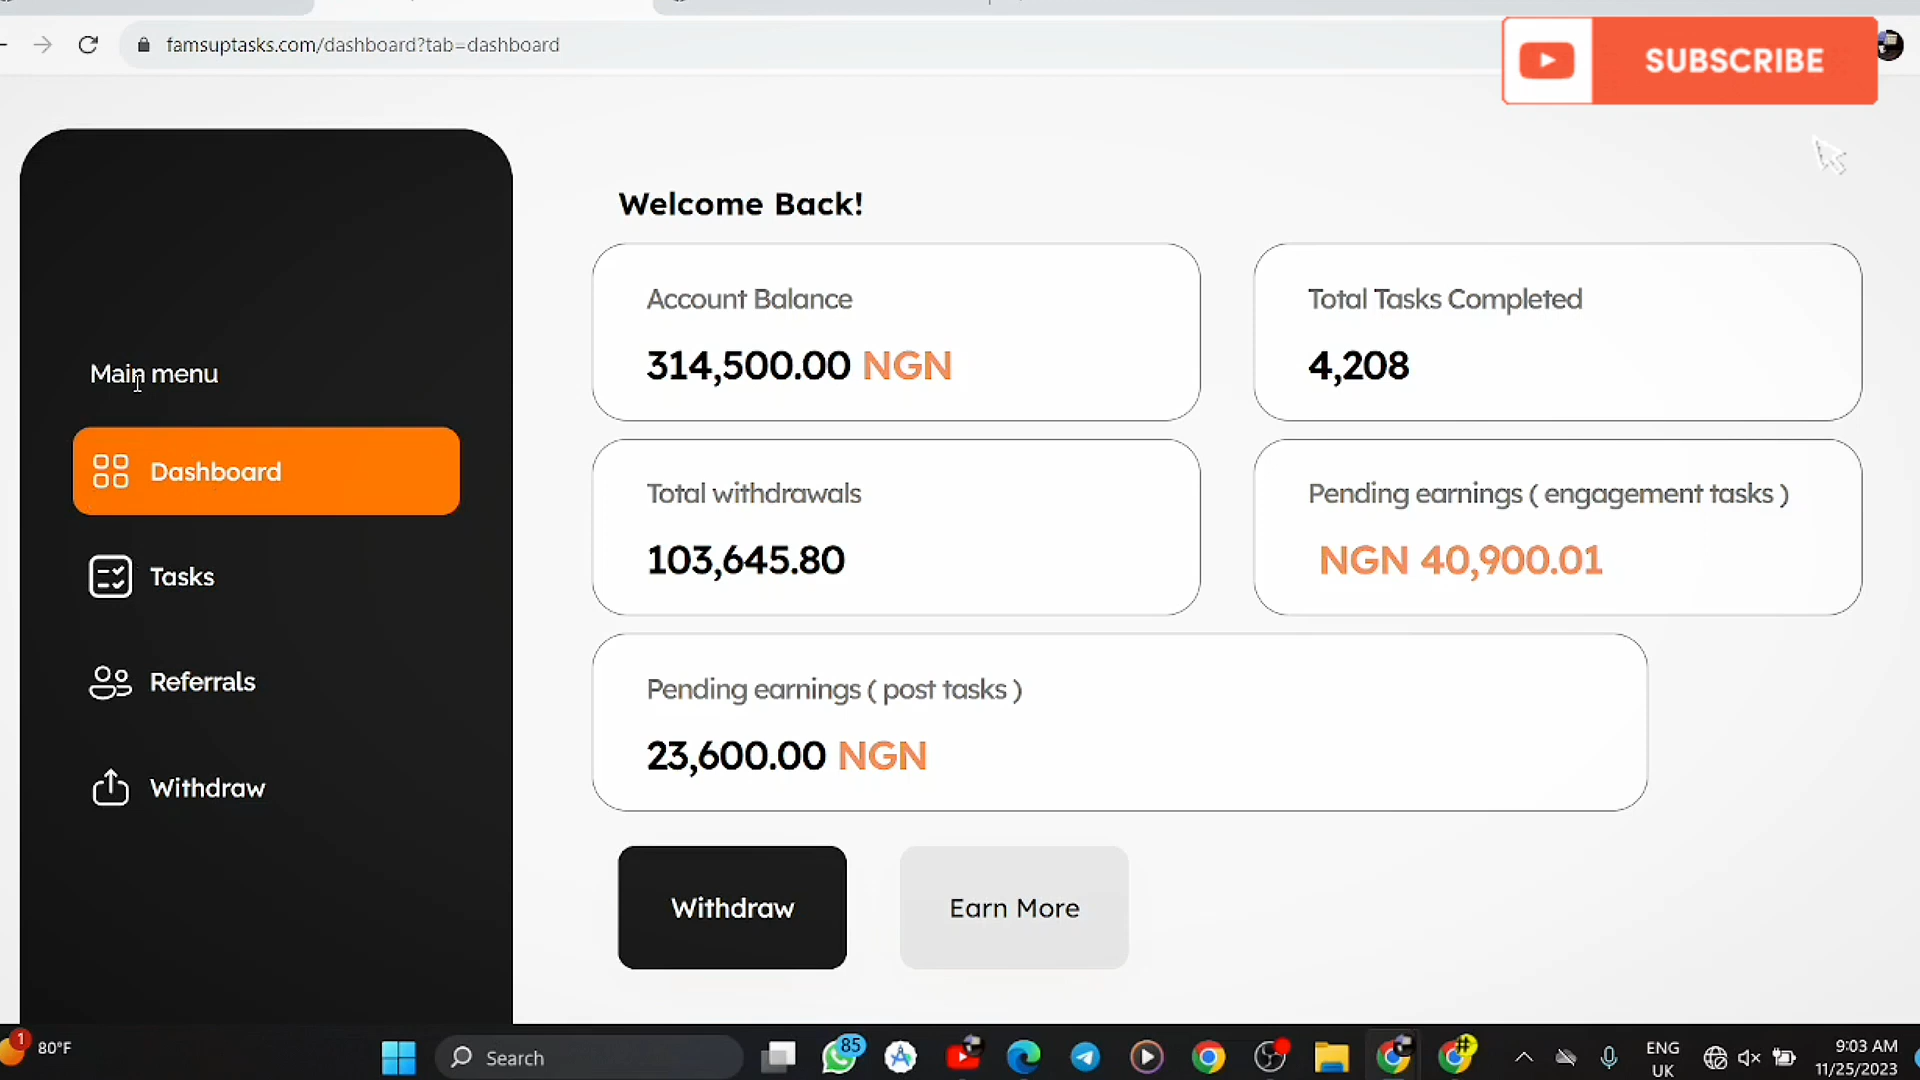 famsuptasks.com/dashboard?tab=dashboard
SUBSCRIBE
Welcome Back!
Main menu
Dashboard
Tasks
Referrals
Withdraw
Account Balance
314,500.00 NGN
Total Tasks Completed
4,208
Total withdrawals
103,645.80
Pending earnings ( engagement tasks )
NGN 40,900.01
Pending earnings ( post tasks )
23,600.00 NGN
Withdraw
Earn More
1
80°F
Search
85
ENG
UK
9:03 AM
11/25/2023